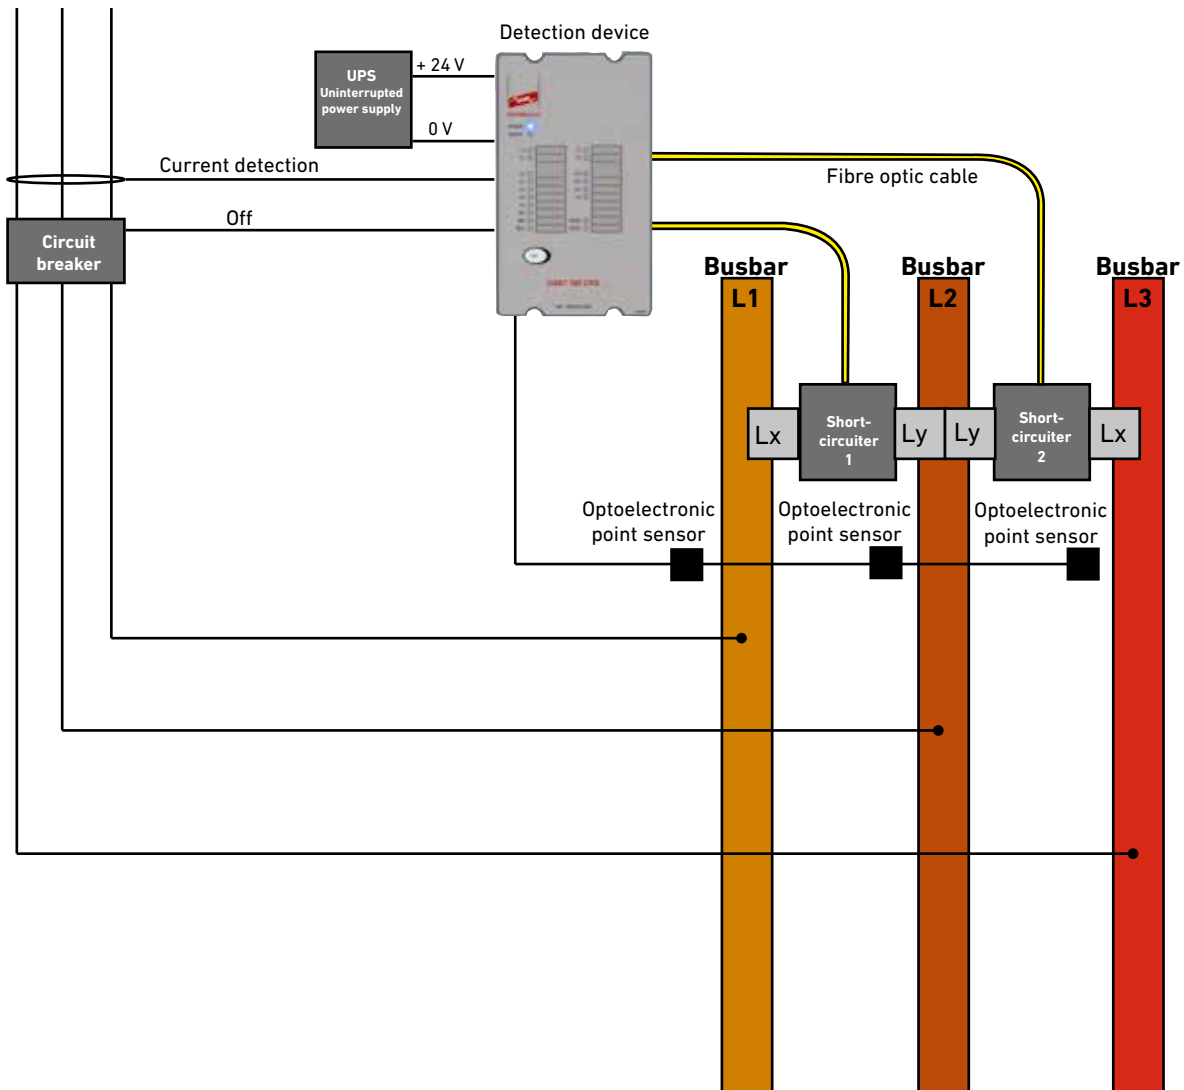 Detection device
UPS
Uninterrupted
power supply
+ 24 V
0 V
Current detection
Off
Circuit
breaker
Fibre optic cable
Busbar
L1
Busbar
L2
Busbar
L3
Lx
Short-
circuiter
1
Ly
Ly
Short-
circuiter
2
Lx
Optoelectronic
point sensor
Optoelectronic
point sensor
Optoelectronic
point sensor